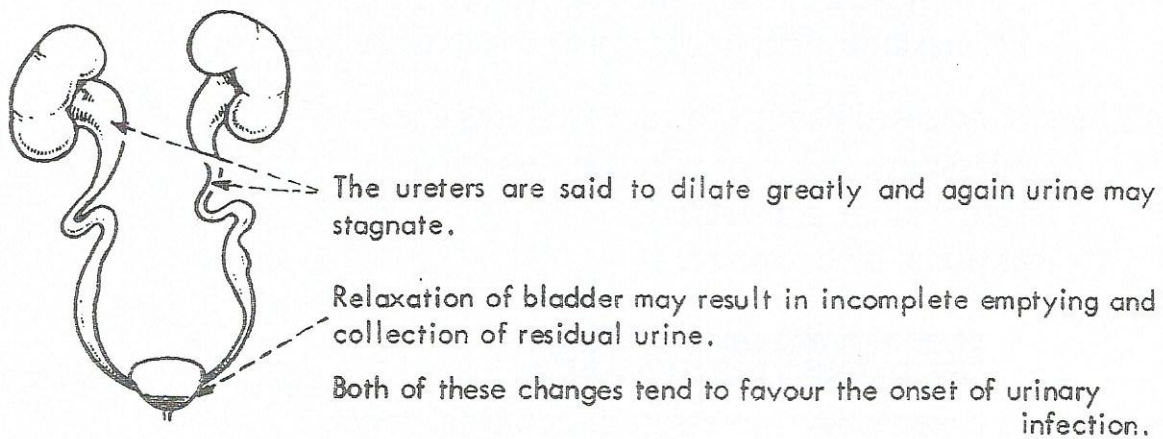 The ureters are said to dilate greatly and again urine may
stagnate.
Relaxation of bladder may result in incomplete emptying and
collection of residual urine.
Both of these changes tend to favour the onset of urinary
infection.